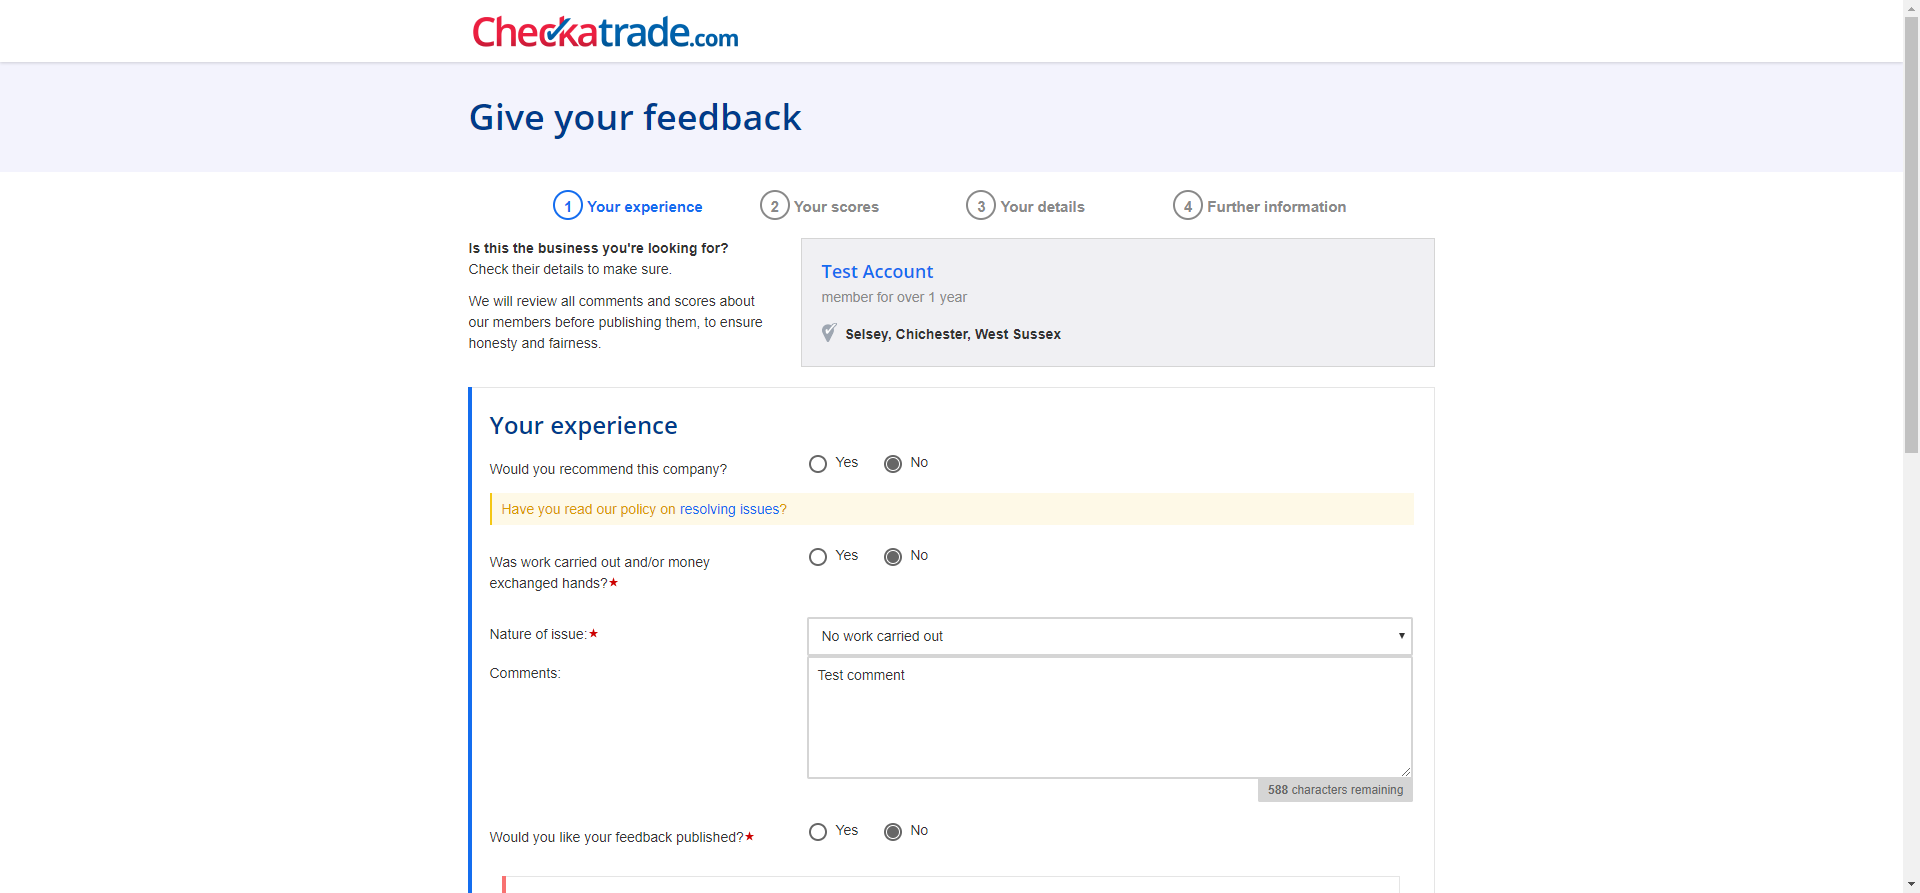 Checkatrade.com
Give your feedback
1 Your experience
2 Your scores
3 Your details
4 Further information
Is this the business you're looking for?
Check their details to make sure.
We will review all comments and scores about
our members before publishing them, to ensure
honesty and fairness.
Test Account
member for over 1 year
Selsey, Chichester, West Sussex
Your experience
Would you recommend this company?
Yes
No
Have you read our policy on resolving issues?
Was work carried out and/or money
exchanged hands?★
Yes
No
Nature of issue:★
No work carried out
Comments:
Test comment
588 characters remaining
Would you like your feedback published?★
Yes
No